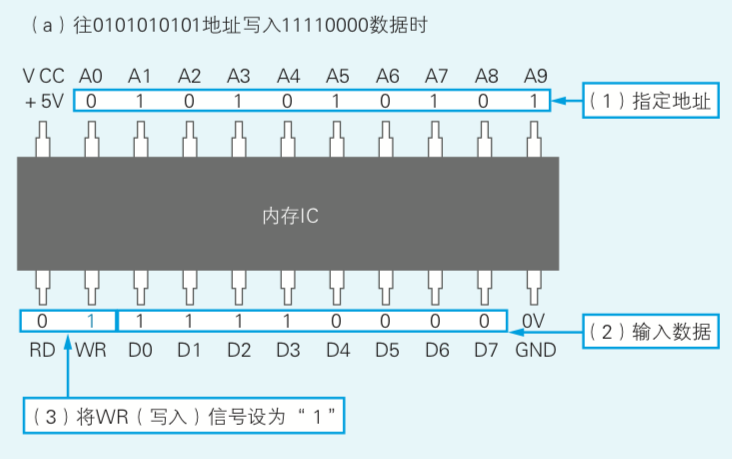 （a）往0101010101地址写入11110000数据时
VCC A0 A1 A2 A3 A4 A5 A6 A7 A8 A9
+5V 0 1 0 1 0 1 0 1 0 1
（1）指定地址
内存IC
0 1 1 1 1 1 0 0 0 0 0V
RD WR D0 D1 D2 D3 D4 D5 D6 D7 GND
（2）输入数据
（3）将WR（写入）信号设为“1”